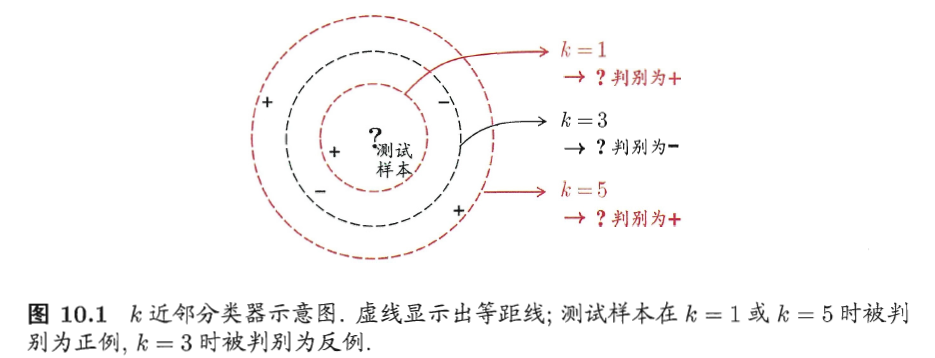 k = 1
→ ? 判别为+
k = 3
→ ? 判别为−
k = 5
→ ? 判别为+
+
−
?
+
测试
样本
−
+
图 10.1 k 近邻分类器示意图. 虚线显示出等距线; 测试样本在 k = 1 或 k = 5 时被判
别为正例, k = 3 时被判别为反例.